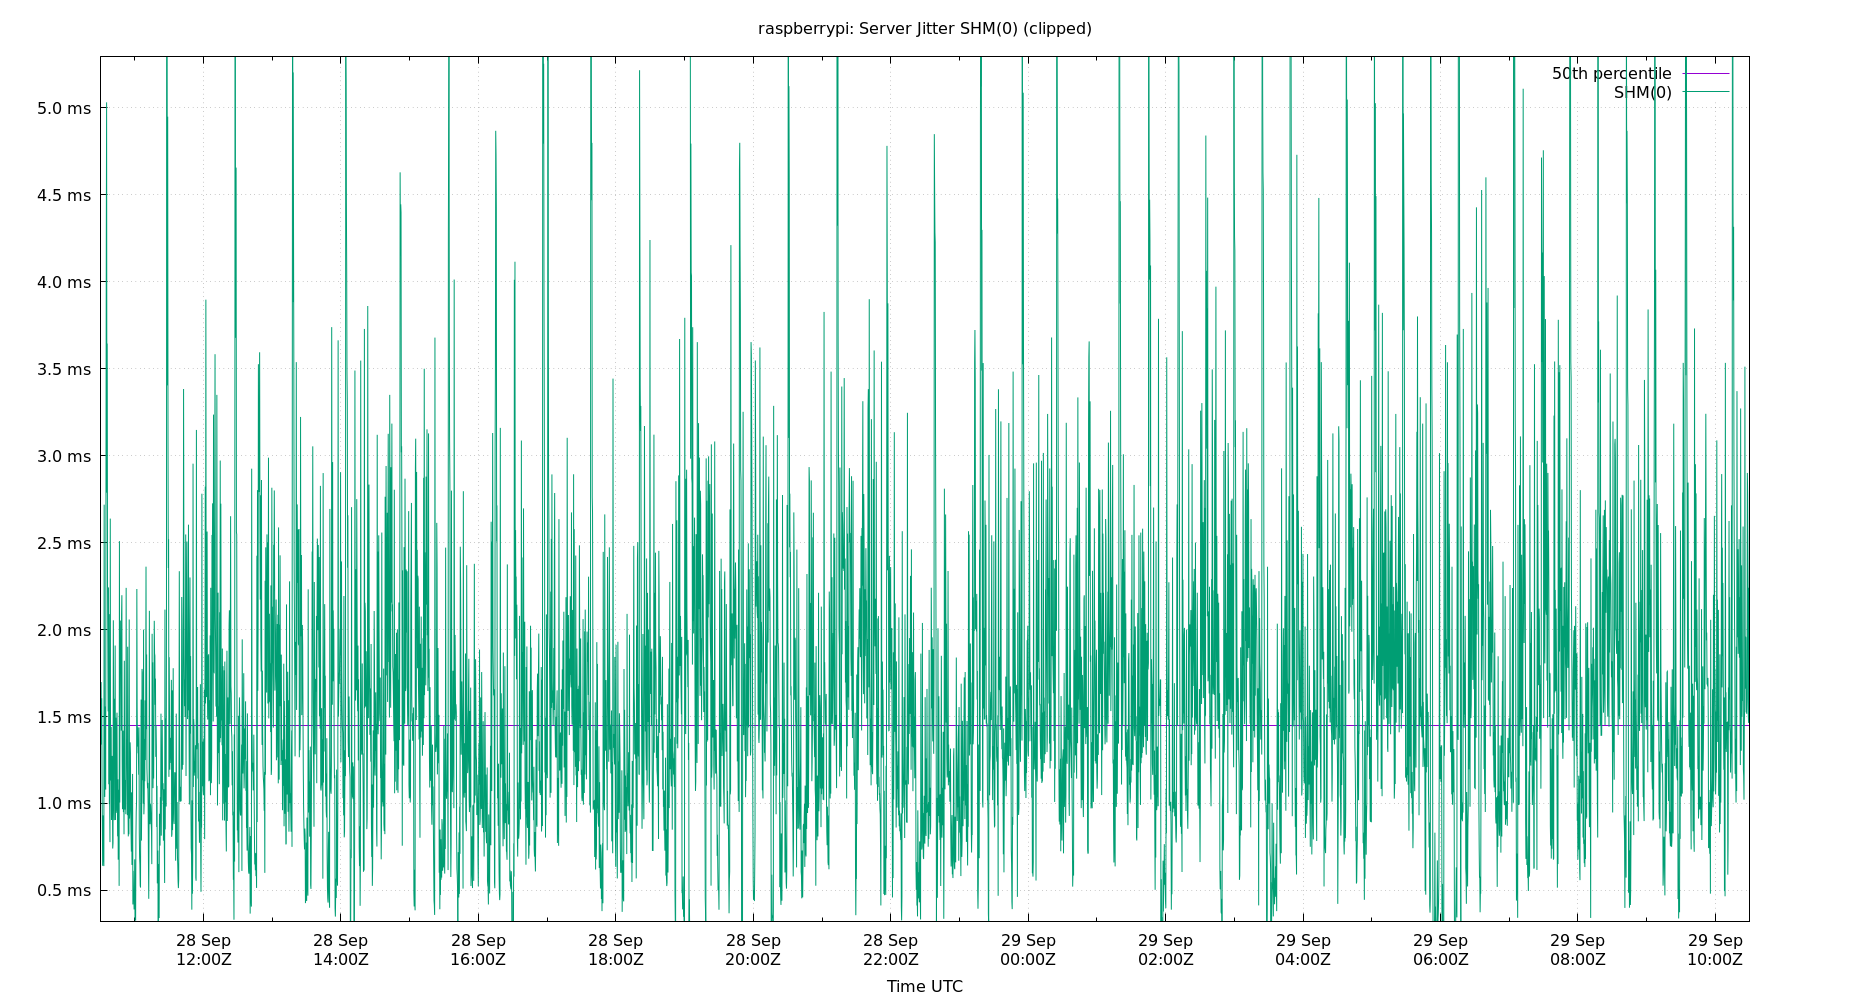 raspberrypi: Server Jitter SHM(0) (clipped)
50th percentile
SHM(0)
5.0 ms
4.5 ms
4.0 ms
3.5 ms
3.0 ms
2.5 ms
2.0 ms
1.5 ms
1.0 ms
0.5 ms
28 Sep 28 Sep 28 Sep 28 Sep 28 Sep 28 Sep 29 Sep 29 Sep 29 Sep 29 Sep 29 Sep 29 Sep
12:00Z 14:00Z 16:00Z 18:00Z 20:00Z 22:00Z 00:00Z 02:00Z 04:00Z 06:00Z 08:00Z 10:00Z
Time UTC